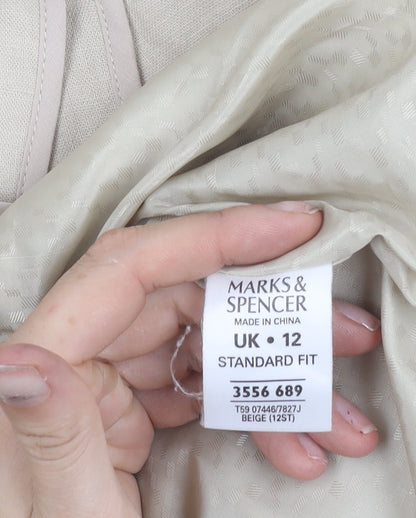 MARKS &
SPENCER
MADE IN CHINA
UK • 12
STANDARD FIT
3556 689
T59 07446/7827J
BEIGE (12ST)